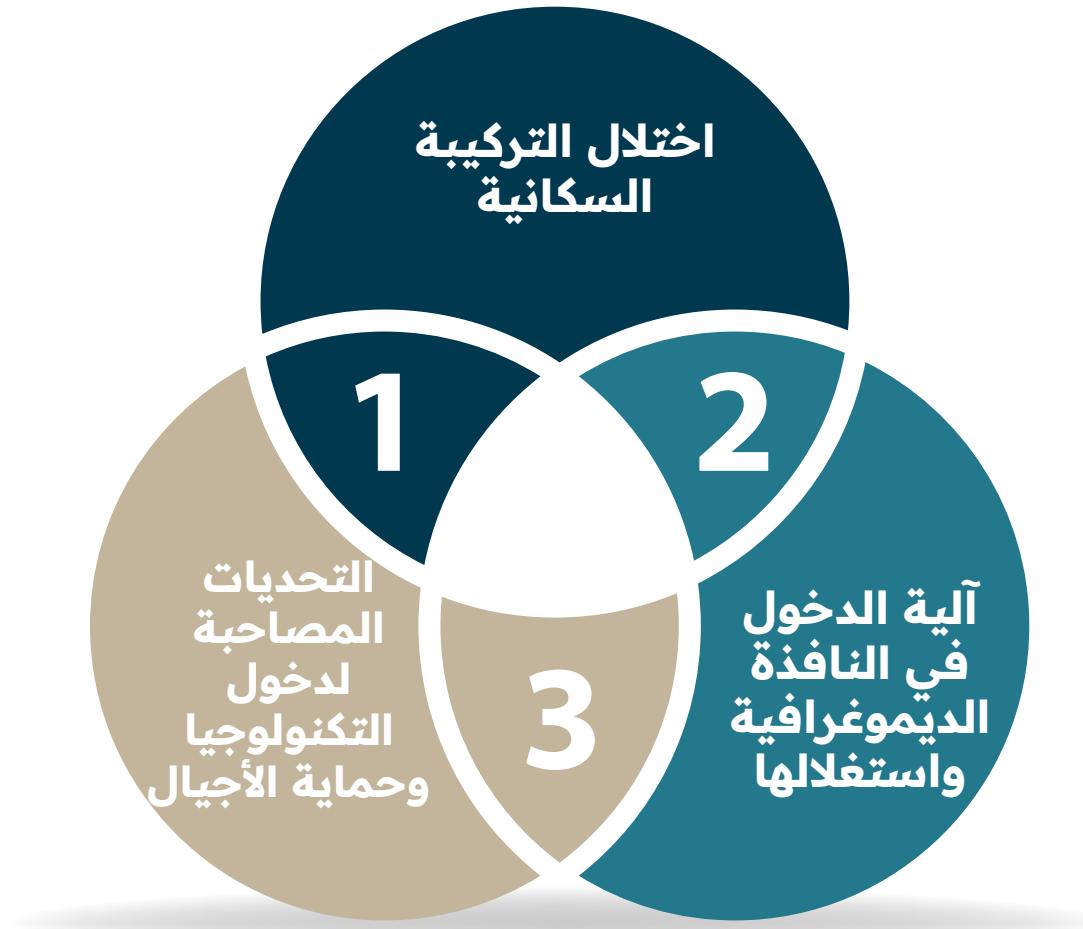 اختلال التركيبة
السكانية
1
2
التحديات
المصاحبة
لدخول
التكنولوجيا
وحماية الأجيال
آلية الدخول
في النافذة
الديموغرافية
واستغلالها
3